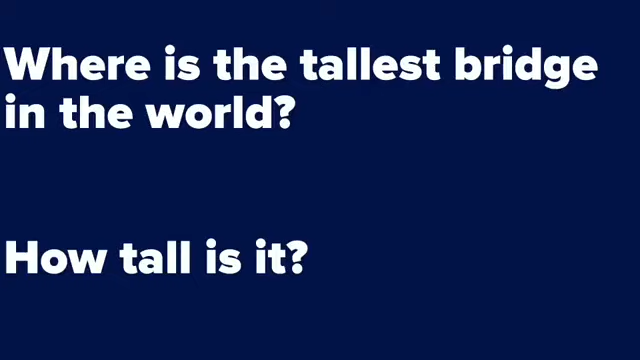 Where is the tallest bridge
in the world?
How tall is it?